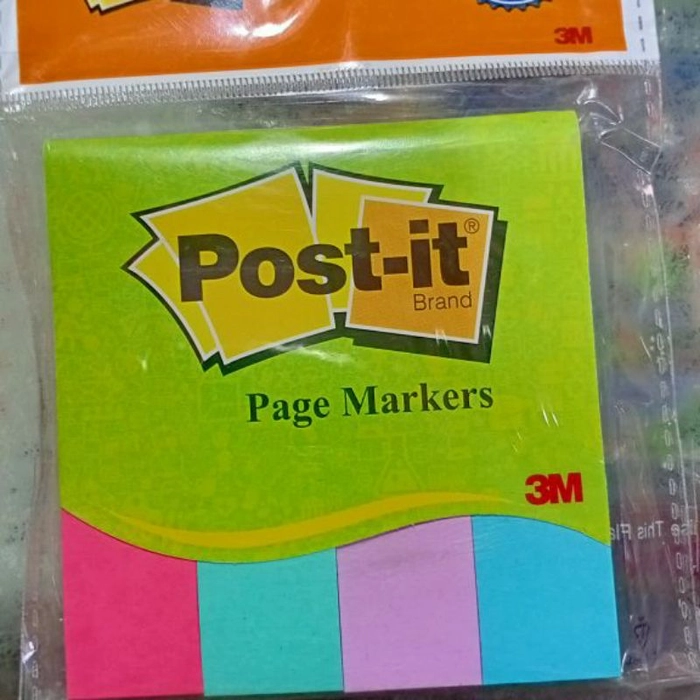 3M
Post-it®
Brand
Page Markers
3M